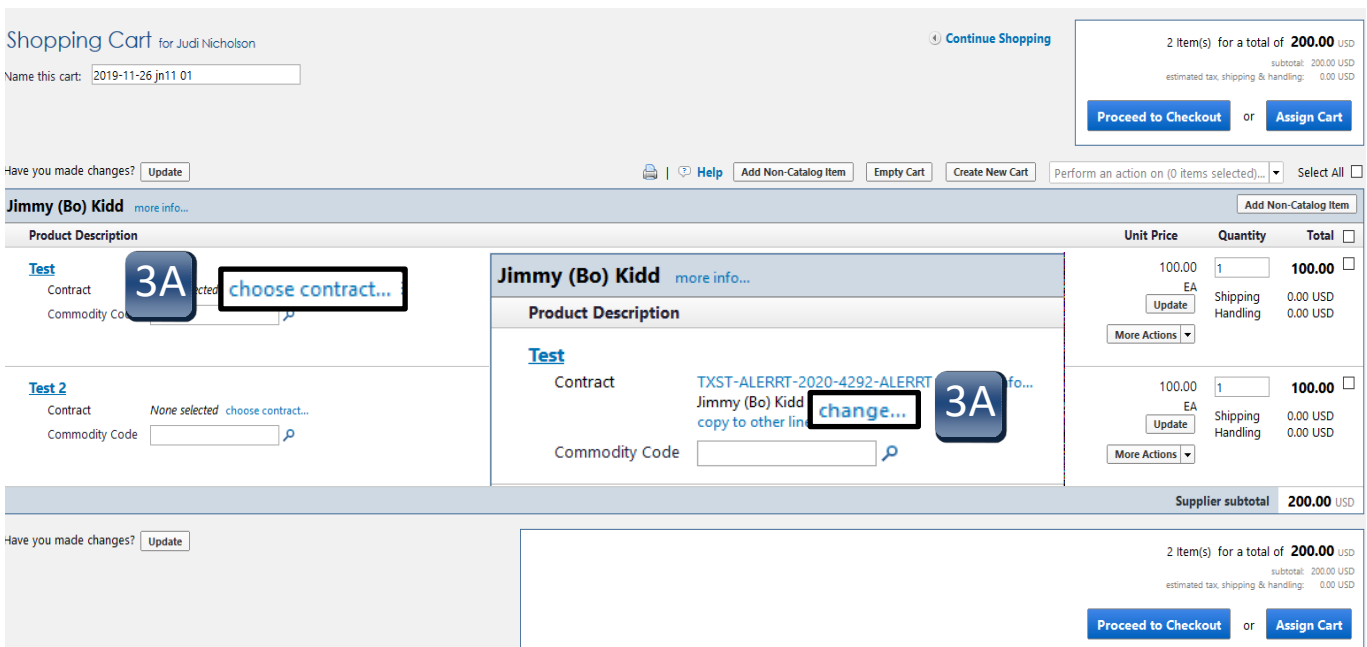 Shopping Cart for Judi Nicholson
Continue Shopping
2 Item(s) for a total of 200.00 USD
subtotal: 200.00 USD
estimated tax, shipping & handling: 0.00 USD
Name this cart: 2019-11-26 jn11 01
Proceed to Checkout or Assign Cart
Have you made changes? Update
Help Add Non-Catalog Item Empty Cart Create New Cart Perform an action on (0 items selected)... Select All
Jimmy (Bo) Kidd more info...
Add Non-Catalog Item
Product Description Unit Price Quantity Total
Test
Contract 3A choose contract...
Commodity
100.00 1 100.00
EA
Update Shipping 0.00 USD
Handling 0.00 USD
More Actions
Jimmy (Bo) Kidd more info...
Product Description
Test
Contract TXST-ALERRT-2020-4292-ALERRT
Jimmy (Bo) Kidd change... 3A
copy to other
Commodity Code
Test 2
Contract None selected choose contract...
Commodity Code
100.00 1 100.00
EA
Update Shipping 0.00 USD
Handling 0.00 USD
More Actions
Supplier subtotal 200.00 USD
Have you made changes? Update
2 Item(s) for a total of 200.00 USD
subtotal: 200.00 USD
estimated tax, shipping & handling: 0.00 USD
Proceed to Checkout or Assign Cart